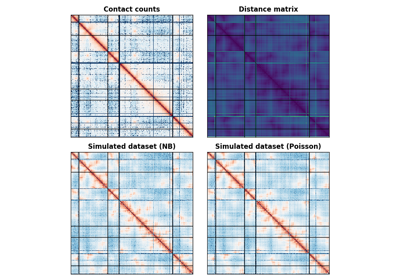 Contact counts
Distance matrix
Simulated dataset (NB)
Simulated dataset (Poisson)